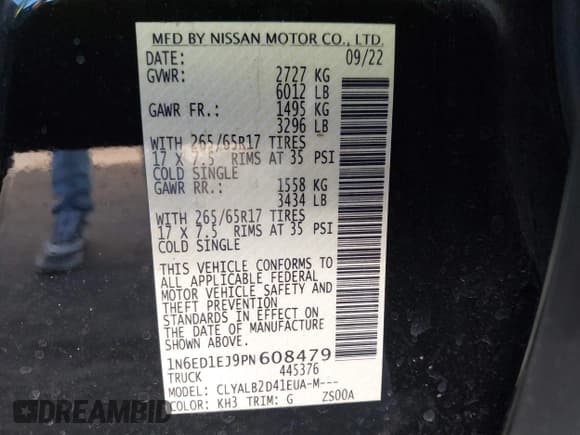 MFD BY NISSAN MOTOR CO., LTD.
DATE: 09/22
GVWR: 2727 KG
6012 LB
GAWR FR.: 1495 KG
3296 LB
WITH 265/65R17 TIRES
17 X 7.5 RIMS AT 35 PSI
COLD SINGLE
GAWR RR.: 1558 KG
3434 LB
WITH 265/65R17 TIRES
17 X 7.5 RIMS AT 35 PSI
COLD SINGLE
THIS VEHICLE CONFORMS TO
ALL APPLICABLE FEDERAL
MOTOR VEHICLE SAFETY AND
THEFT PREVENTION
STANDARDS IN EFFECT ON
THE DATE OF MANUFACTURE
SHOWN ABOVE.
1N6ED1EJ9PN608479
TRUCK 445376
MODEL: CLYALB2D41EUA-M---
COLOR: KH3 TRIM: G ZS00A
DREAMBID